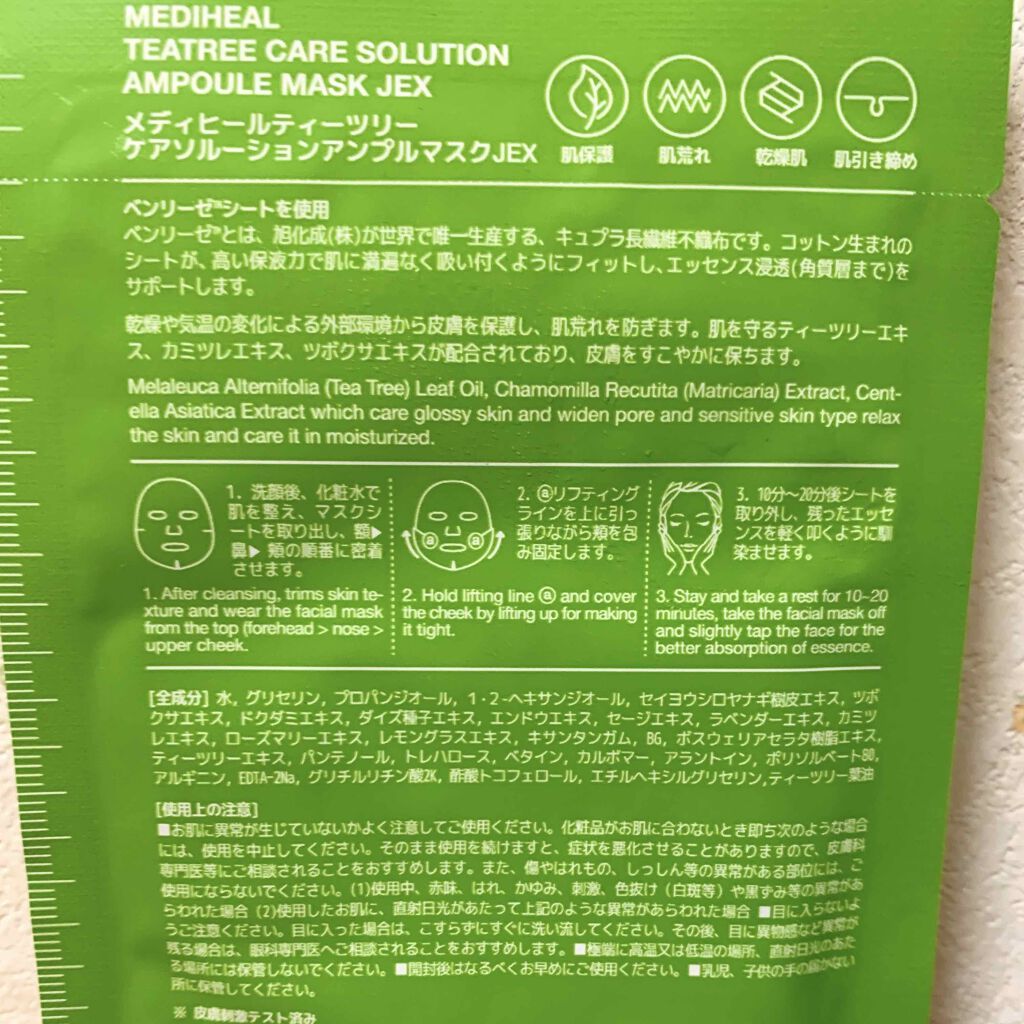 MEDIHEAL
TEATREE CARE SOLUTION
AMPOULE MASK JEX
メディヒールティーツリー
ケアソルーションアンプルマスクJEX
肌保護
肌荒れ
乾燥肌
肌引き締め
ベンリーゼ™シートを使用
ベンリーゼ™とは、旭化成(株)が世界で唯一生産する、キュプラ長繊維不織布です。コットン生まれの
シートが、高い保液力で肌に満遍なく吸い付くようにフィットし、エッセンス浸透(角質層まで)を
サポートします。
乾燥や気温の変化による外部環境から皮膚を保護し、肌荒れを防ぎます。肌を守るティーツリーエキ
ス、カミツレエキス、ツボクサエキスが配合されており、皮膚をすこやかに保ちます。
Melaleuca Alternifolia (Tea Tree) Leaf Oil, Chamomilla Recutita (Matricaria) Extract, Cent-
ella Asiatica Extract which care glossy skin and widen pore and sensitive skin type relax
the skin and care it in moisturized.
1. 洗顔後、化粧水で
肌を整え、マスクシ
ートを取り出し、額▶
鼻▶ 頬の順番に密着
させます。
1. After cleansing, trims skin te-
xture and wear the facial mask
from the top (forehead > nose >
upper cheek.
ⓐ ⓐ
2. ⓐリフティング
ラインを上に引っ
張りながら頬を包
み固定します。
2. Hold lifting line ⓐ and cover
the cheek by lifting up for making
it tight.
3. 10分～20分後シートを
取り外し、残ったエッセ
ンスを軽く叩くように馴
染ませます。
3. Stay and take a rest for 10~20
minutes, take the facial mask off
and slightly tap the face for the
better absorption of essence.
[全成分] 水, グリセリン, プロパンジオール, 1・2-ヘキサンジオール, セイヨウシロヤナギ樹皮エキス, ツボ
クサエキス, ドクダミエキス, ダイズ種子エキス, エンドウエキス, セージエキス, ラベンダーエキス, カミツ
レエキス, ローズマリーエキス, レモングラスエキス, キサンタンガム, BG, ボスウェリアセラタ樹脂エキス,
ティーツリーエキス, パンテノール, トレハロース, ベタイン, カルボマー, アラントイン, ポリソルベート80,
アルギニン, EDTA-2Na, グリチルリチン酸2K, 酢酸トコフェロール, エチルヘキシルグリセリン,ティーツリー葉油
[使用上の注意]
■お肌に異常が生じていないかよく注意してご使用ください。化粧品がお肌に合わないとき即ち次のような場合
には、使用を中止してください。そのまま使用を続けますと、症状を悪化させることがありますので、皮膚科
専門医等にご相談されることをおすすめします。また、傷やはれもの、しっしん等の異常がある部位には、ご
使用にならないでください。(1)使用中、赤味、はれ、かゆみ、刺激、色抜け(白斑等)や黒ずみ等の異常があ
らわれた場合 (2)使用したお肌に、直射日光があたって上記のような異常があらわれた場合 ■目に入らないよ
うご注意ください。目に入った場合は、こすらずにすぐに洗い流してください。その後、目に異物感など異常が
残る場合は、眼科専門医へご相談されることをおすすめします。■極端に高温又は低温の場所、直射日光のあた
る場所には保管しないでください。■開封後はなるべくお早めにご使用ください。■乳児、子供の手の届かない
所に保管してください。
※ 皮膚刺激テスト済み